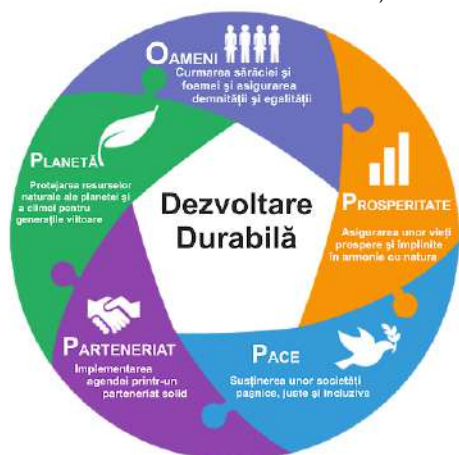 OAMENI
Curmarea sărăciei și
foamei și asigurarea
demnității și egalității
PROSPERITATE
Asigurarea unor vieți
prospere și împlinite
în armonie cu natura
PACE
Susținerea unor societăți
pașnice, juste și incluziva
PARTENERIAT
Implementarea
agendei printr-un
parteneriat solid
PLANETĂ
Protejarea resurselor
naturale ale planetei și
a climei pentru
generațiile viitoare
Dezvoltare
Durabilă